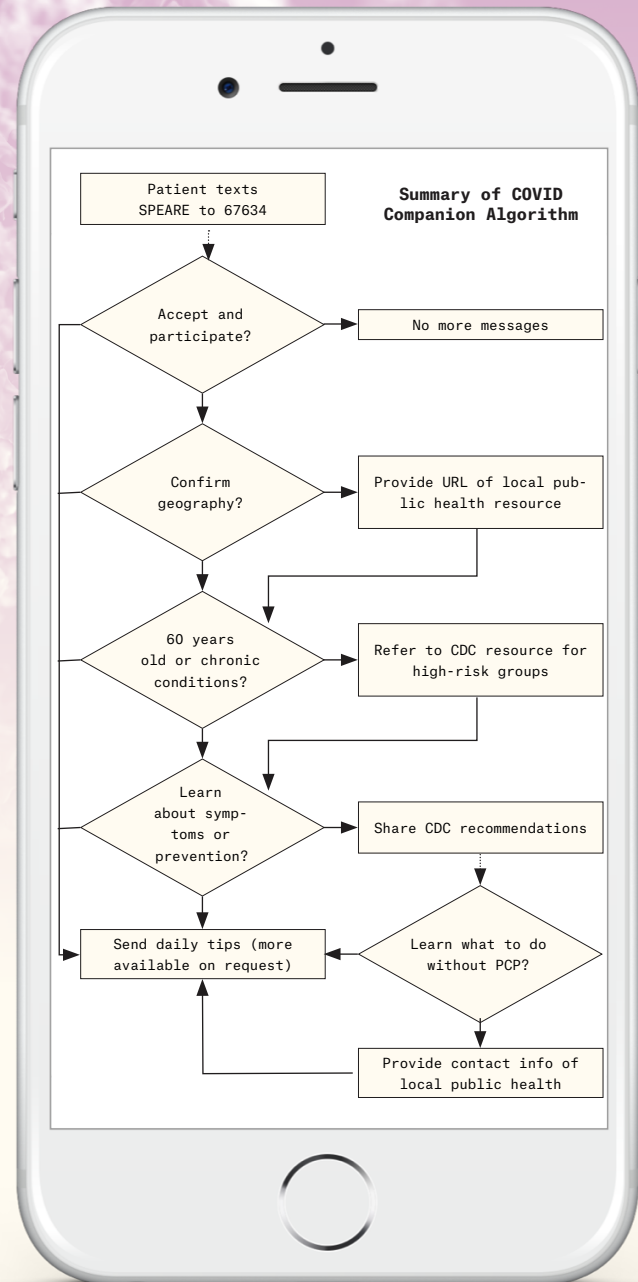 Patient texts
SPEARE to 67634
Summary of COVID
Companion Algorithm
Accept and
participate?
No more messages
Confirm
geography?
Provide URL of local pub-
lic health resource
60 years
old or chronic
conditions?
Refer to CDC resource for
high-risk groups
Learn
about symp-
toms or
prevention?
Share CDC recommendations
Send daily tips (more
available on request)
Learn what to do
without PCP?
Provide contact info of
local public health